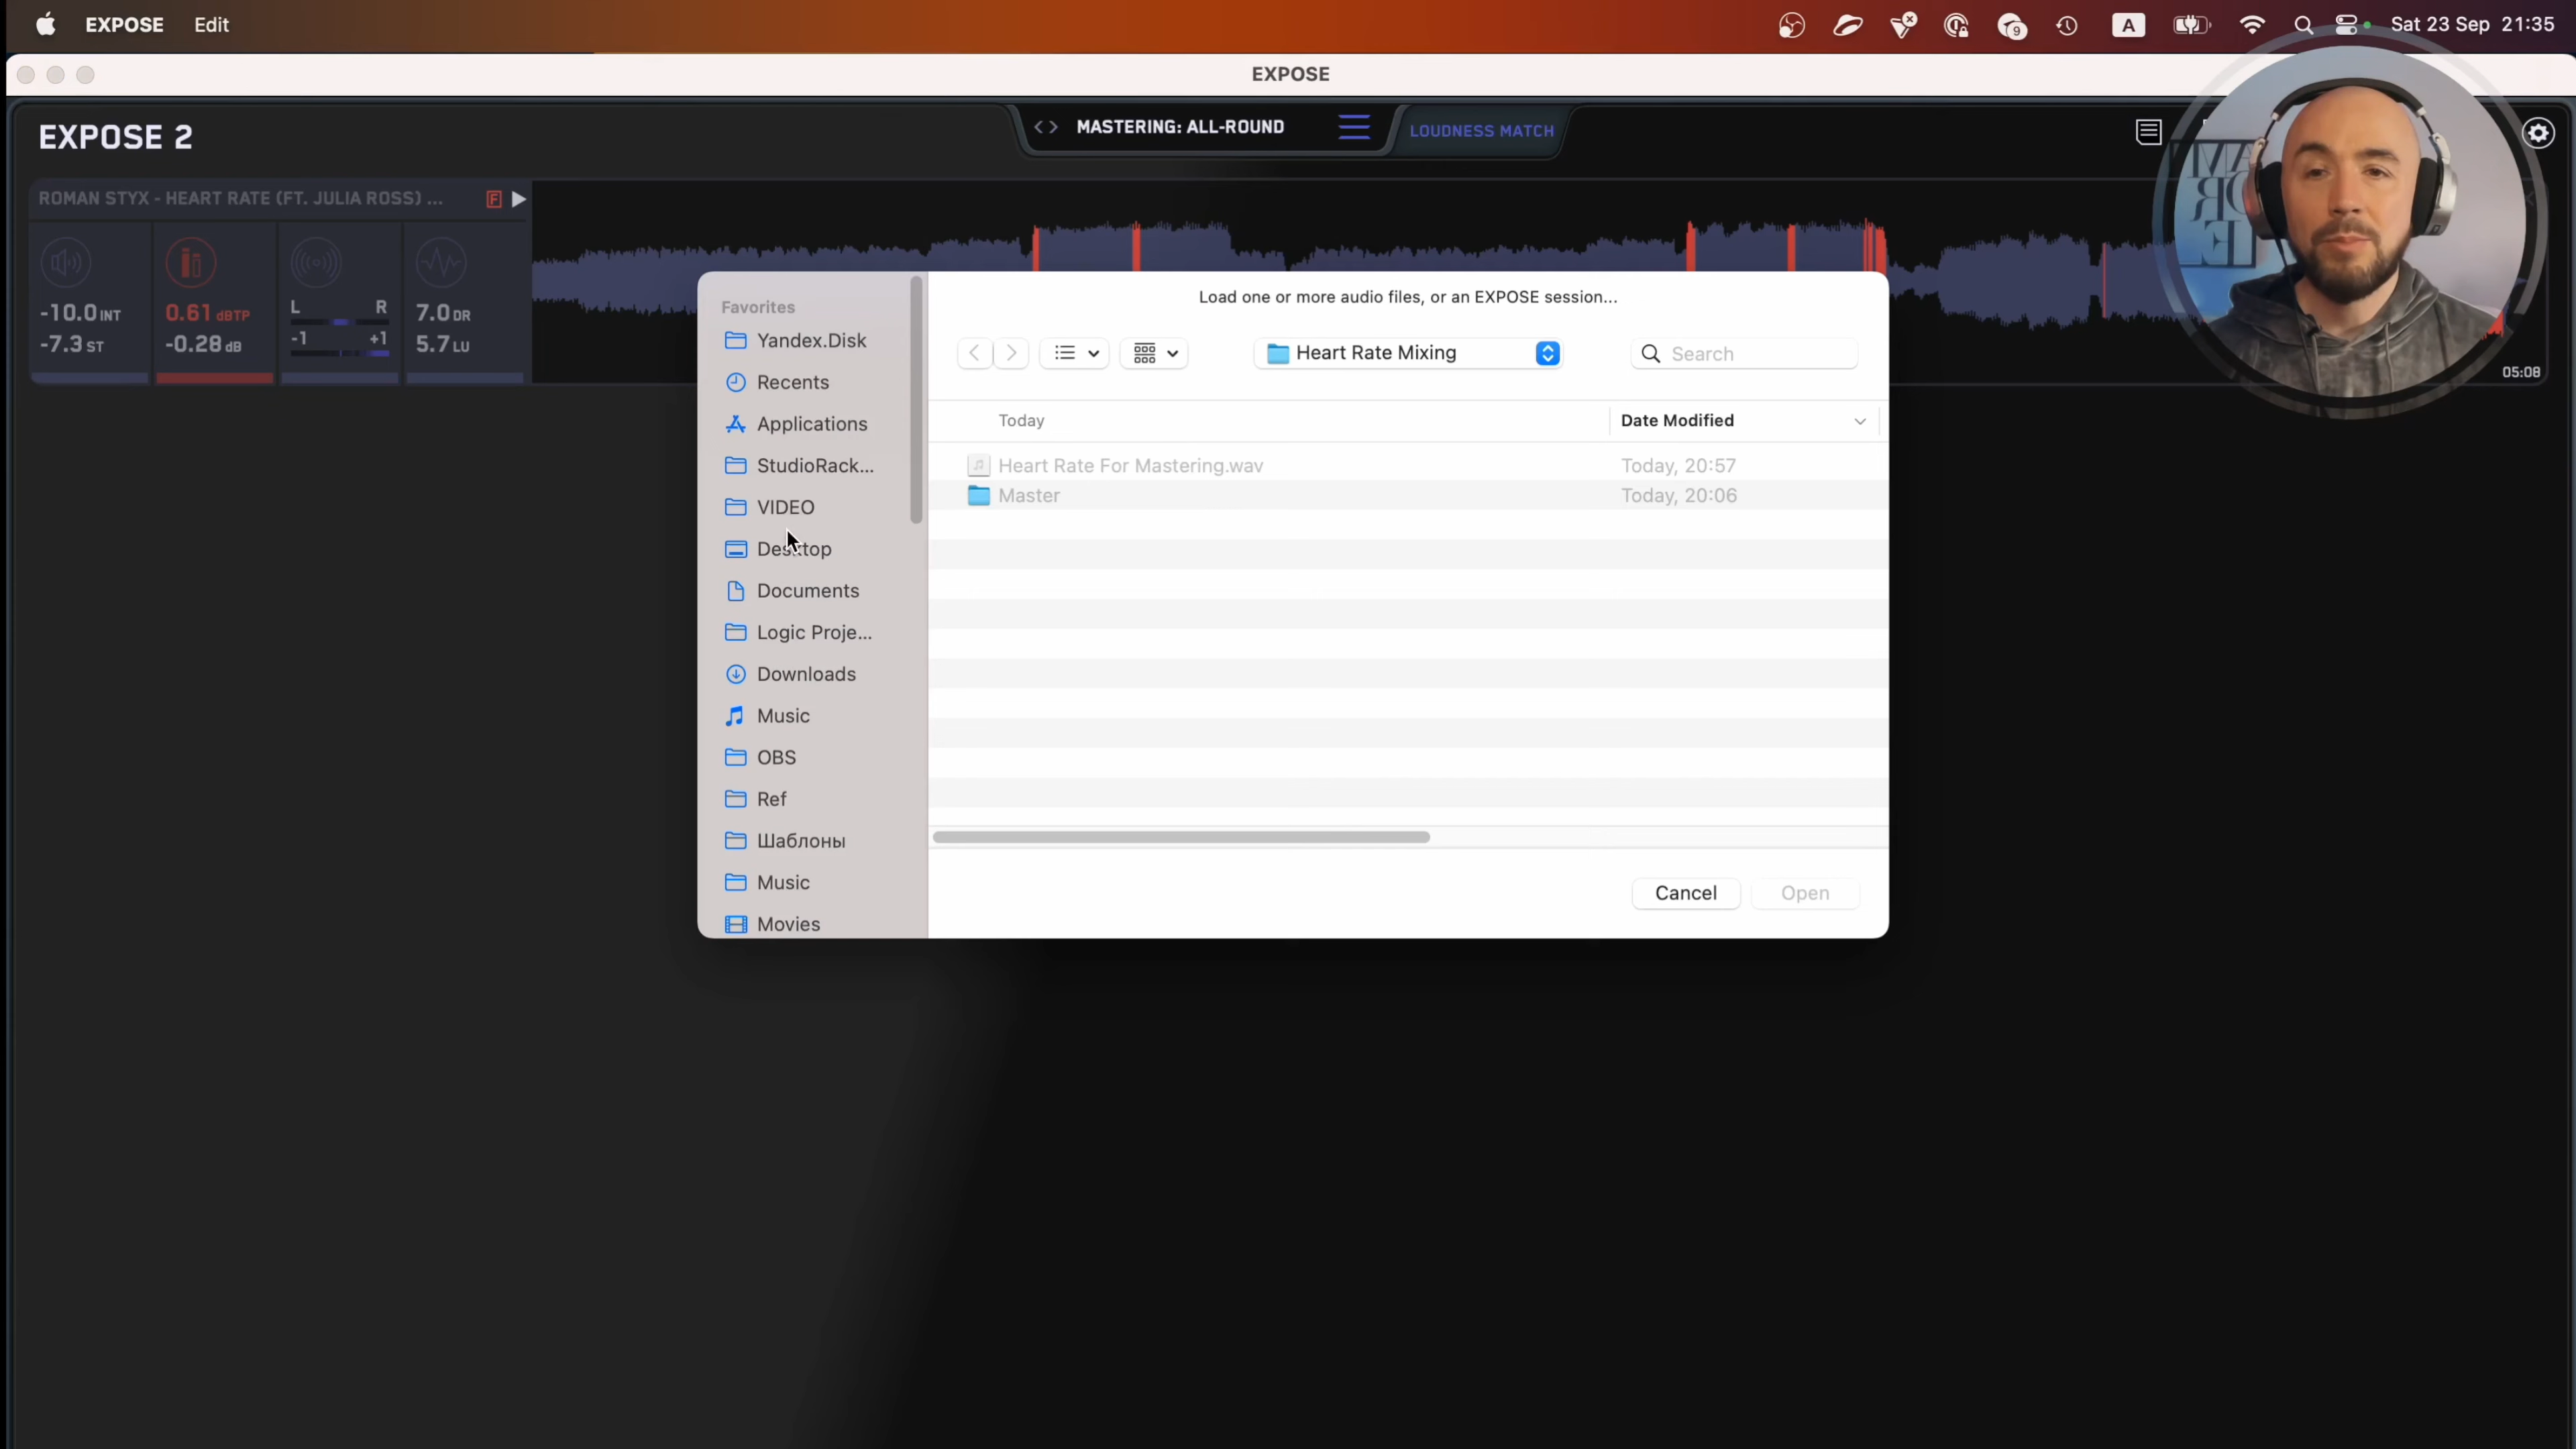 EXPOSE Edit
9 A Sat 23 Sep 21:35
EXPOSE
EXPOSE 2
MASTERING: ALL-ROUND
LOUDNESS MATCH
ROMAN STYX - HEART RATE (FT. JULIA ROSS) ... F
-10.0 INT
-7.3 ST
0.61 dBTP
-0.28 dB
L R
-1 +1
7.0 DR
5.7 LU
05:08
Favorites
Yandex.Disk
Recents
Applications
StudioRack...
VIDEO
Desktop
Documents
Logic Proje...
Downloads
Music
OBS
Ref
Шаблоны
Music
Movies
Load one or more audio files, or an EXPOSE session...
Heart Rate Mixing
Search
Today Date Modified
Heart Rate For Mastering.wav Today, 20:57
Master Today, 20:06
Cancel Open